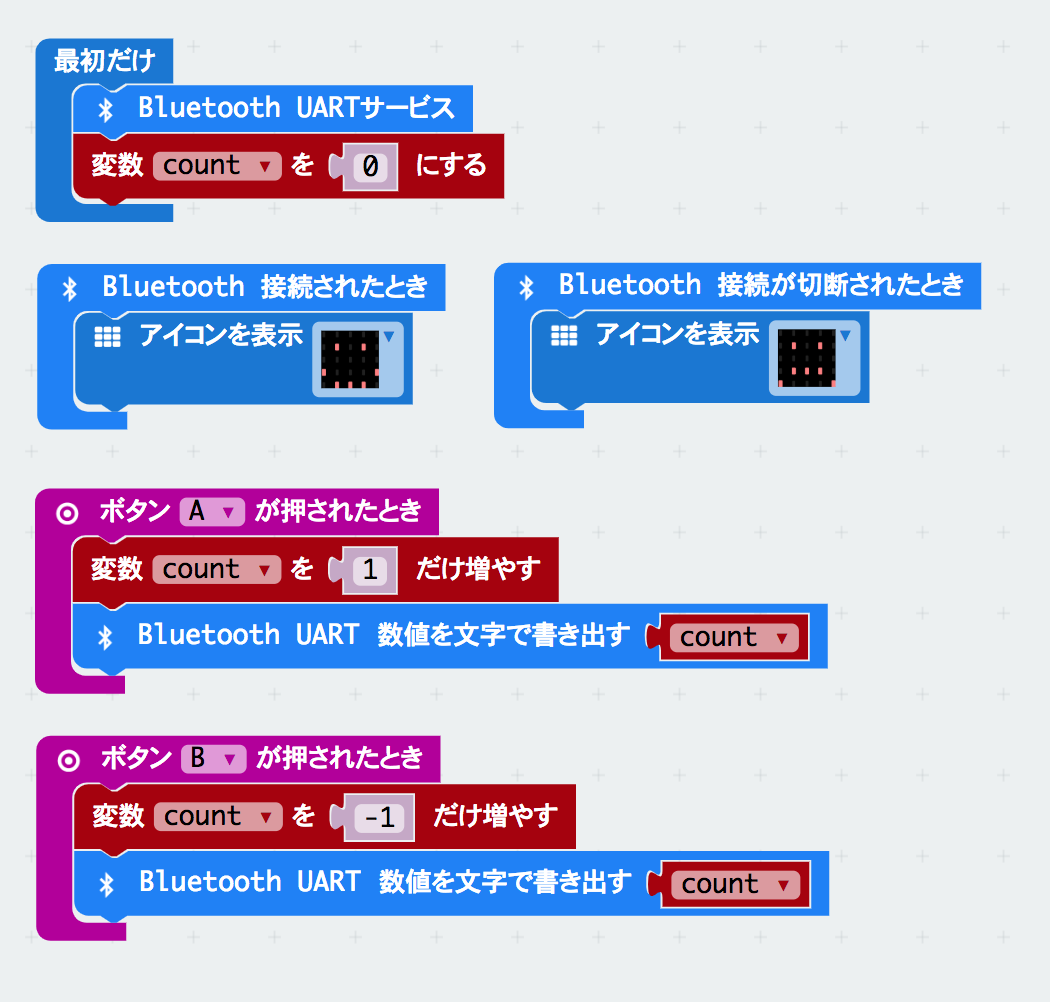 最初だけ
Bluetooth UARTサービス
変数 count を 0 にする
Bluetooth 接続されたとき
アイコンを表示
Bluetooth 接続が切断されたとき
アイコンを表示
ボタン A が押されたとき
変数 count を 1 だけ増やす
Bluetooth UART 数値を文字で書き出す count
ボタン B が押されたとき
変数 count を -1 だけ増やす
Bluetooth UART 数値を文字で書き出す count